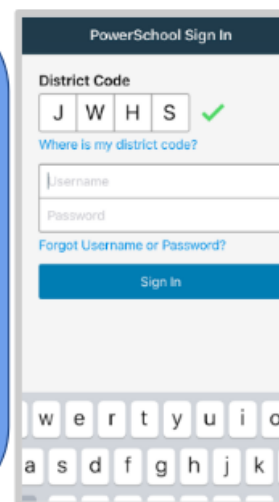 PowerSchool Sign In
District Code
J W H S
Where is my district code?
Username
Password
Forgot Username or Password?
Sign In
w e r t y u i o
a s d f g h j k